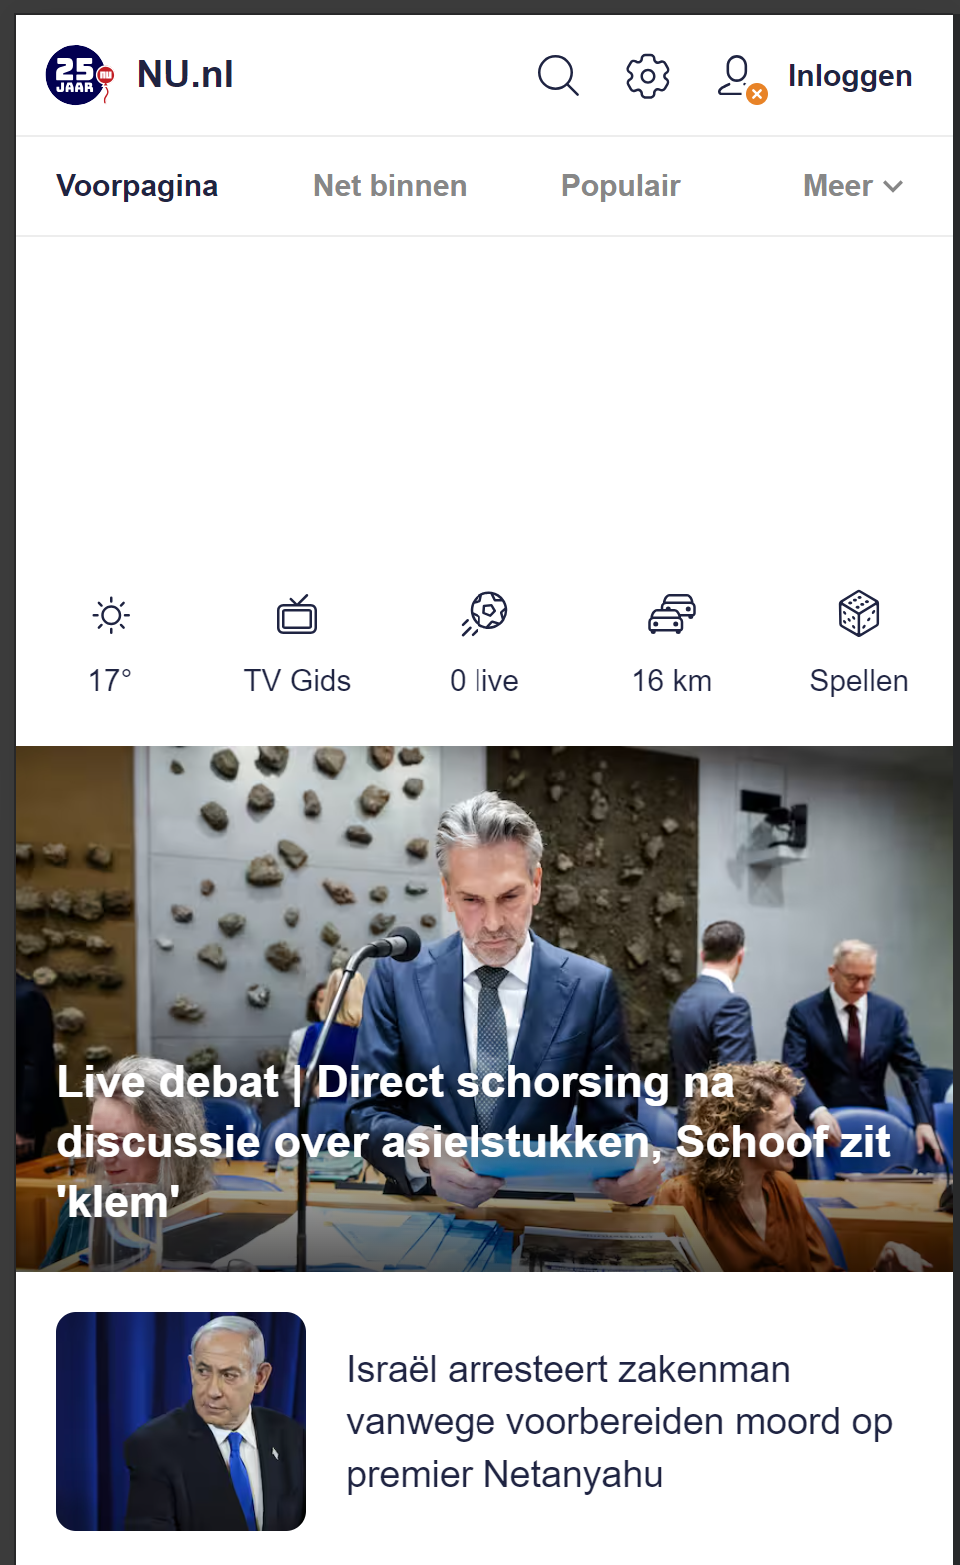 25
JAAR
nu
NU.nl
Inloggen
Voorpagina
Net binnen
Populair
Meer
17°
TV Gids
0 live
16 km
Spellen
Live debat | Direct schorsing na
discussie over asielstukken, Schoof zit
'klem'
Israël arresteert zakenman
vanwege voorbereiden moord op
premier Netanyahu